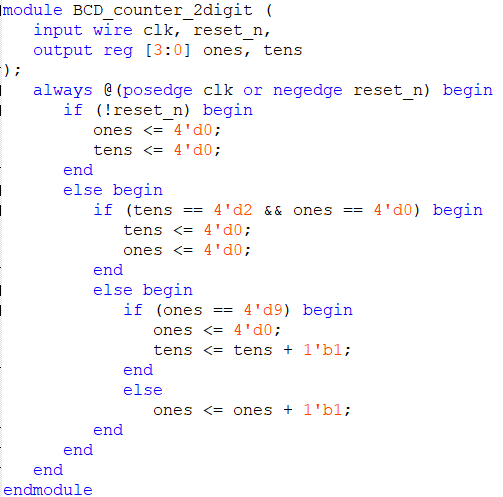 module BCD_counter_2digit (
input wire clk, reset_n,
output reg [3:0] ones, tens
);
always @(posedge clk or negedge reset_n) begin
if (!reset_n) begin
ones <= 4'd0;
tens <= 4'd0;
end
else begin
if (tens == 4'd2 && ones == 4'd0) begin
tens <= 4'd0;
ones <= 4'd0;
end
else begin
if (ones == 4'd9) begin
ones <= 4'd0;
tens <= tens + 1'b1;
end
else
ones <= ones + 1'b1;
end
end
end
endmodule